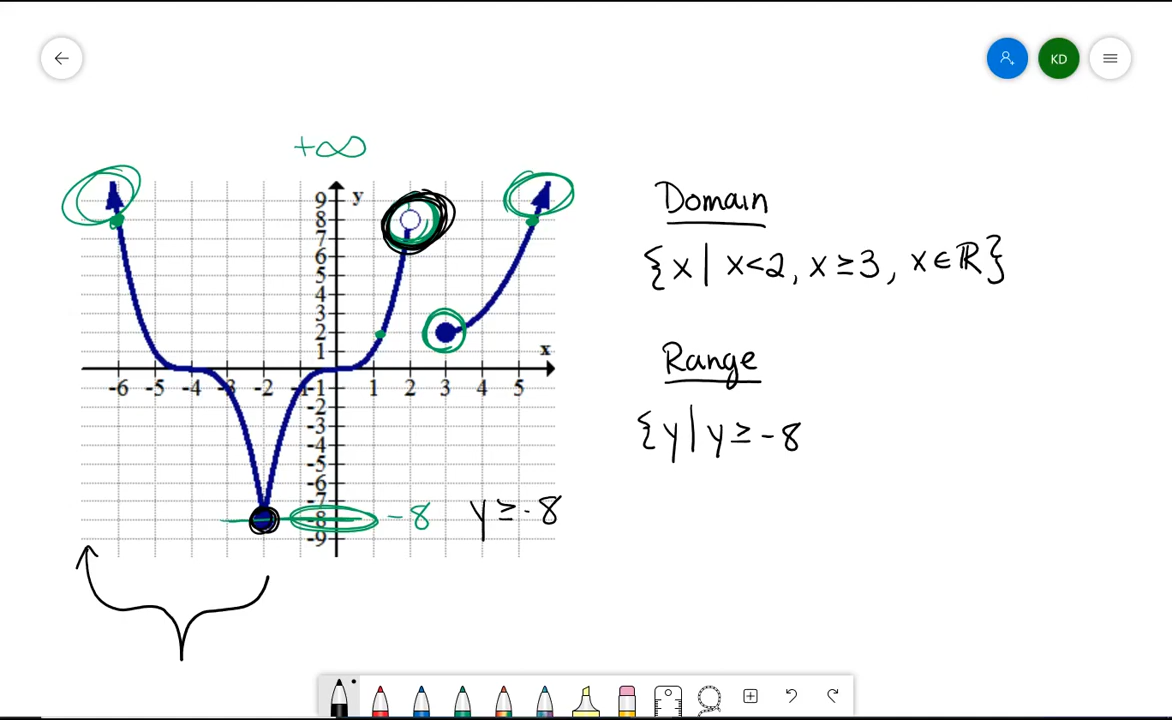 KD
+∞
y
9
8
7
6
5
4
3
2
1
x
-6 -5 -4 -3 -2 -1 1 2 3 4 5
-1
-2
-3
-4
-5
-6
-7
-8
-9
-8
y ≥ -8
Domain
{x | x<2, x ≥ 3, x ∈ ℝ}
Range
{y | y ≥ -8